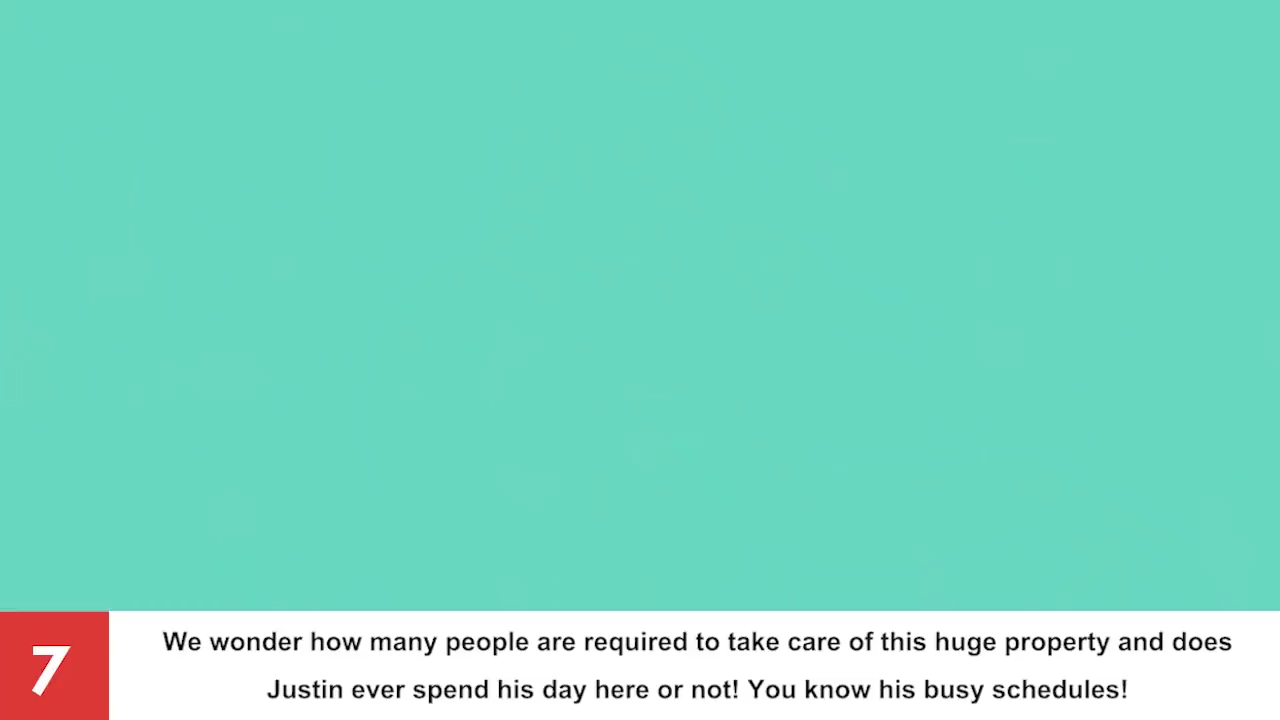 7
We wonder how many people are required to take care of this huge property and does
Justin ever spend his day here or not! You know his busy schedules!